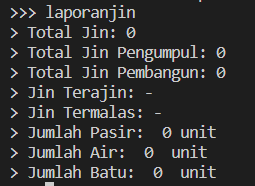 >>> laporanjin
> Total Jin: 0
> Total Jin Pengumpul: 0
> Total Jin Pembangun: 0
> Jin Terajin: -
> Jin Termalas: -
> Jumlah Pasir:  0 unit
> Jumlah Air:  0  unit
> Jumlah Batu:  0  unit